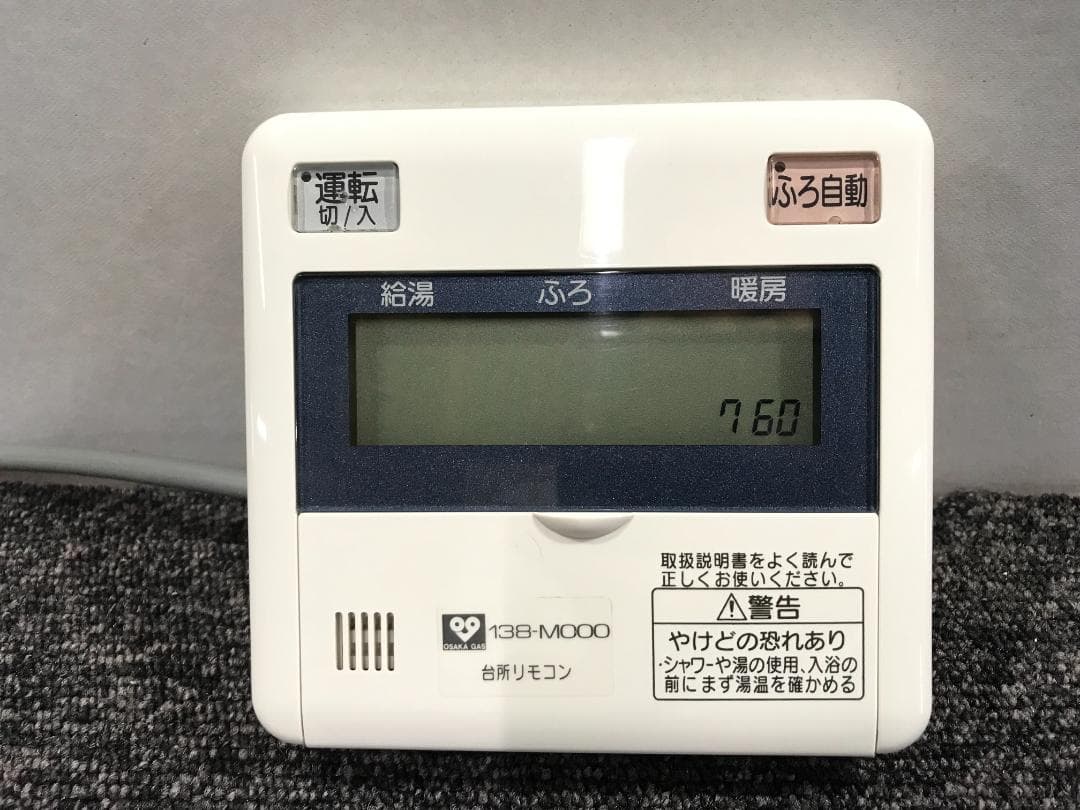 運転
切/入
ふろ自動
給湯
ふろ
暖房
760
取扱説明書をよく読んで
正しくお使いください。
⚠警告
やけどの恐れあり
・シャワーや湯の使用、入浴の
前にまず湯温を確かめる
OSAKA GAS
138-M000
台所リモコン